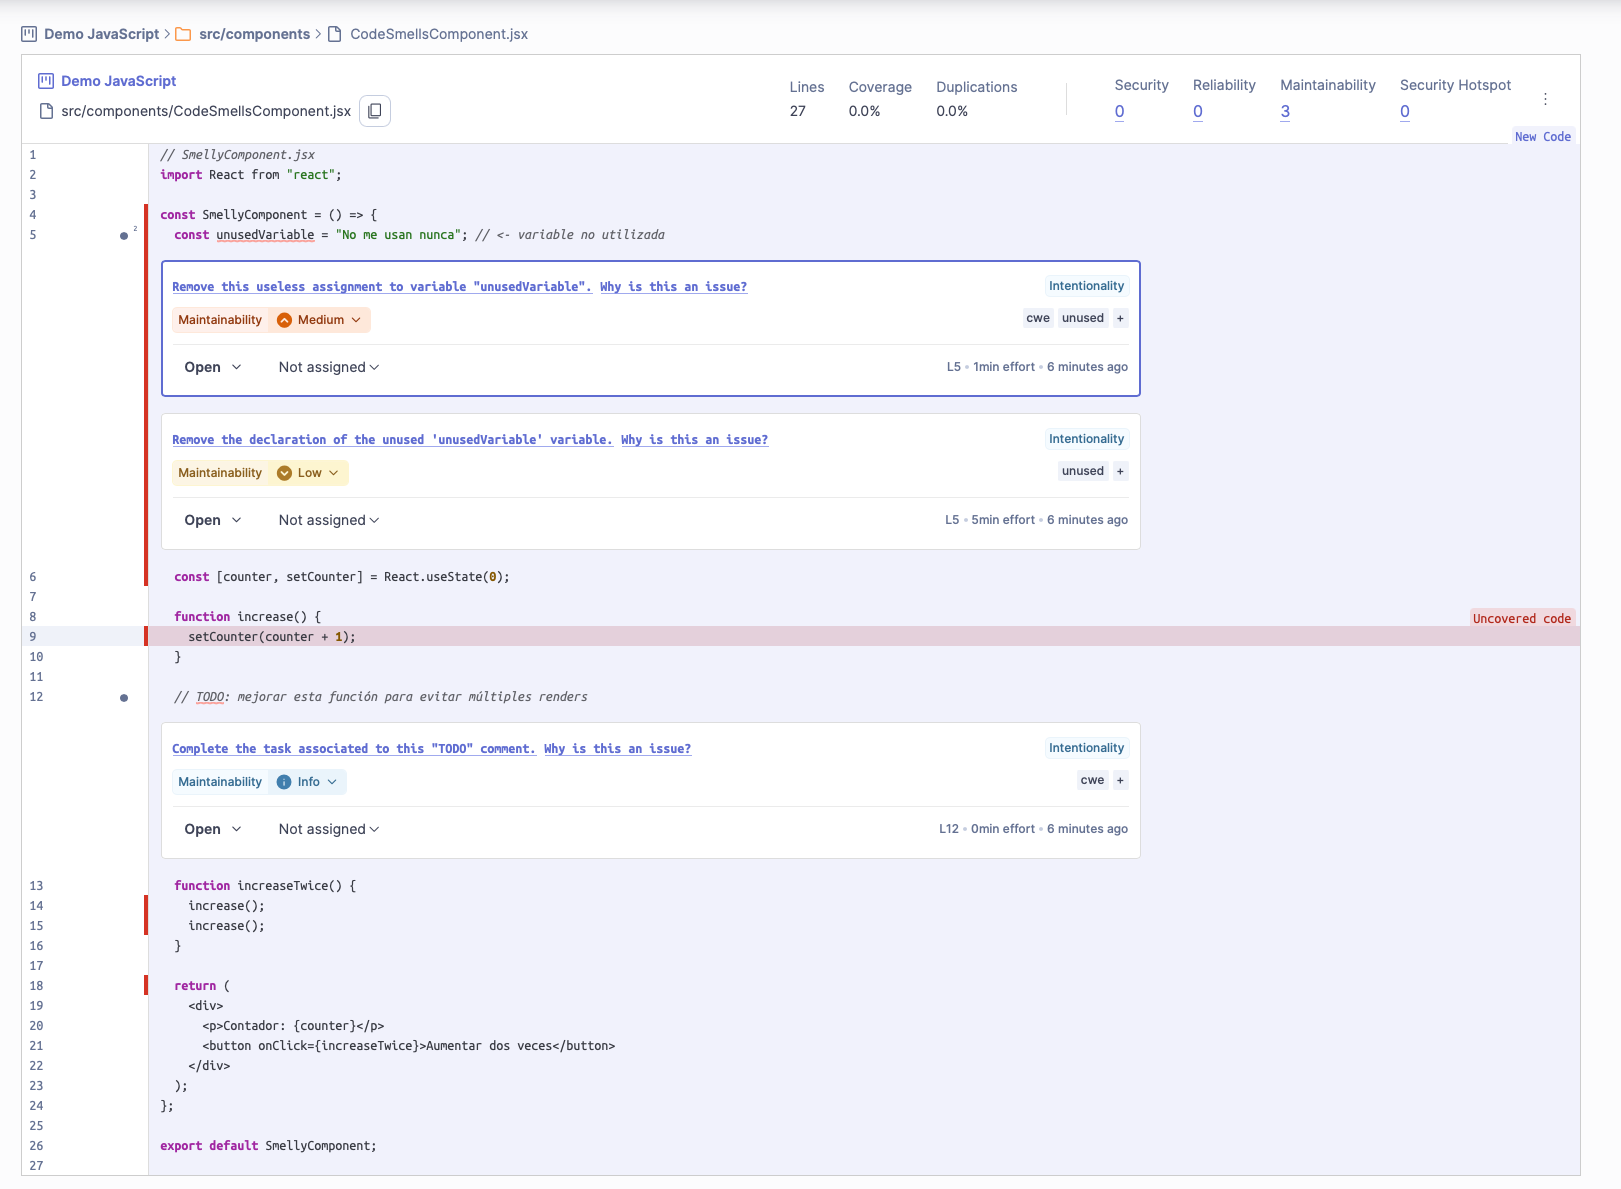 Demo JavaScript > src/components > CodeSmellsComponent.jsx
Demo JavaScript
src/components/CodeSmellsComponent.jsx
Lines Coverage Duplications Security Reliability Maintainability Security Hotspot
27 0.0% 0.0% 0 0 3 0
New Code
1 // SmellyComponent.jsx
2 import React from "react";
3
4 const SmellyComponent = () => {
5 2 const unusedVariable = "No me usan nunca"; // <- variable no utilizada
Remove this useless assignment to variable "unusedVariable". Why is this an issue? Intentionality
Maintainability Medium cwe unused +
Open Not assigned L5 • 1min effort • 6 minutes ago
Remove the declaration of the unused 'unusedVariable' variable. Why is this an issue? Intentionality
Maintainability Low unused +
Open Not assigned L5 • 5min effort • 6 minutes ago
6 const [counter, setCounter] = React.useState(0);
7
8 function increase() {
Uncovered code
9 setCounter(counter + 1);
10 }
11
12 // TODO: mejorar esta función para evitar múltiples renders
Complete the task associated to this "TODO" comment. Why is this an issue? Intentionality
Maintainability Info cwe +
Open Not assigned L12 • 0min effort • 6 minutes ago
13 function increaseTwice() {
14 increase();
15 increase();
16 }
17
18 return (
19 <div>
20 <p>Contador: {counter}</p>
21 <button onClick={increaseTwice}>Aumentar dos veces</button>
22 </div>
23 );
24 };
25
26 export default SmellyComponent;
27